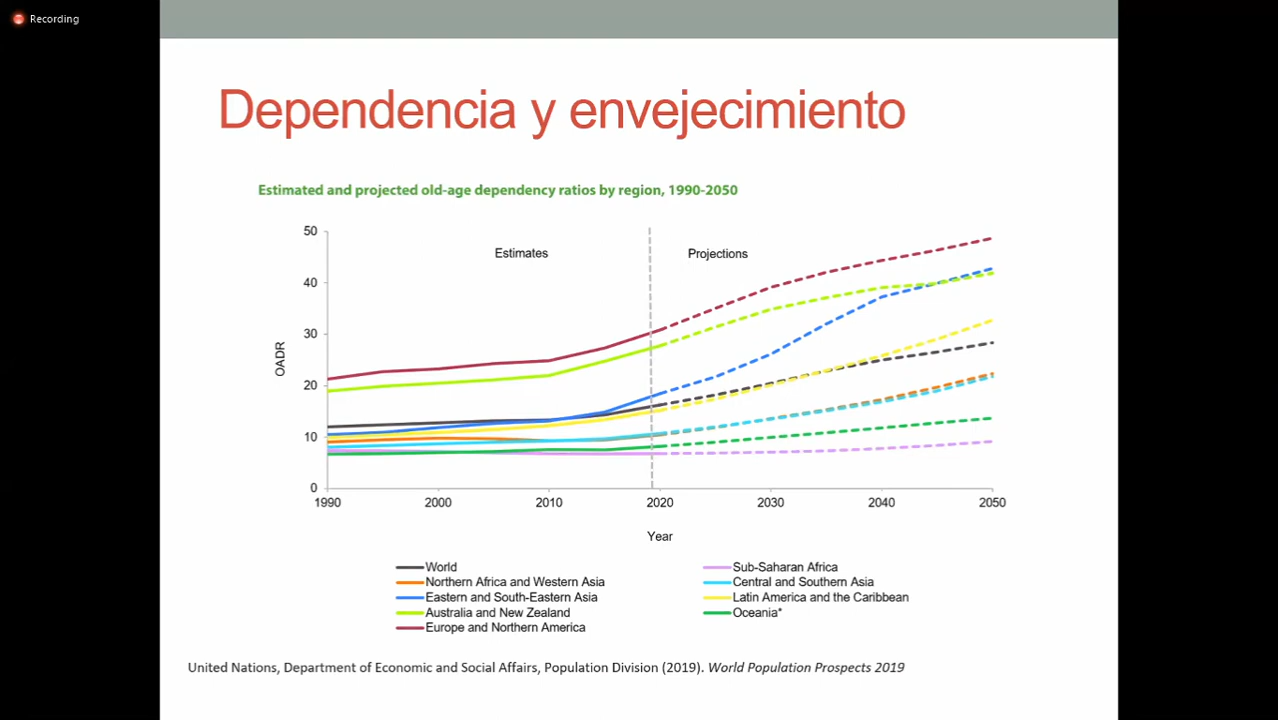 Recording
Dependencia y envejecimiento
Estimated and projected old-age dependency ratios by region, 1990-2050
50
40
30
20
10
0
OADR
Estimates
Projections
1990 2000 2010 2020 2030 2040 2050
Year
World
Northern Africa and Western Asia
Eastern and South-Eastern Asia
Australia and New Zealand
Europe and Northern America
Sub-Saharan Africa
Central and Southern Asia
Latin America and the Caribbean
Oceania*
United Nations, Department of Economic and Social Affairs, Population Division (2019). World Population Prospects 2019